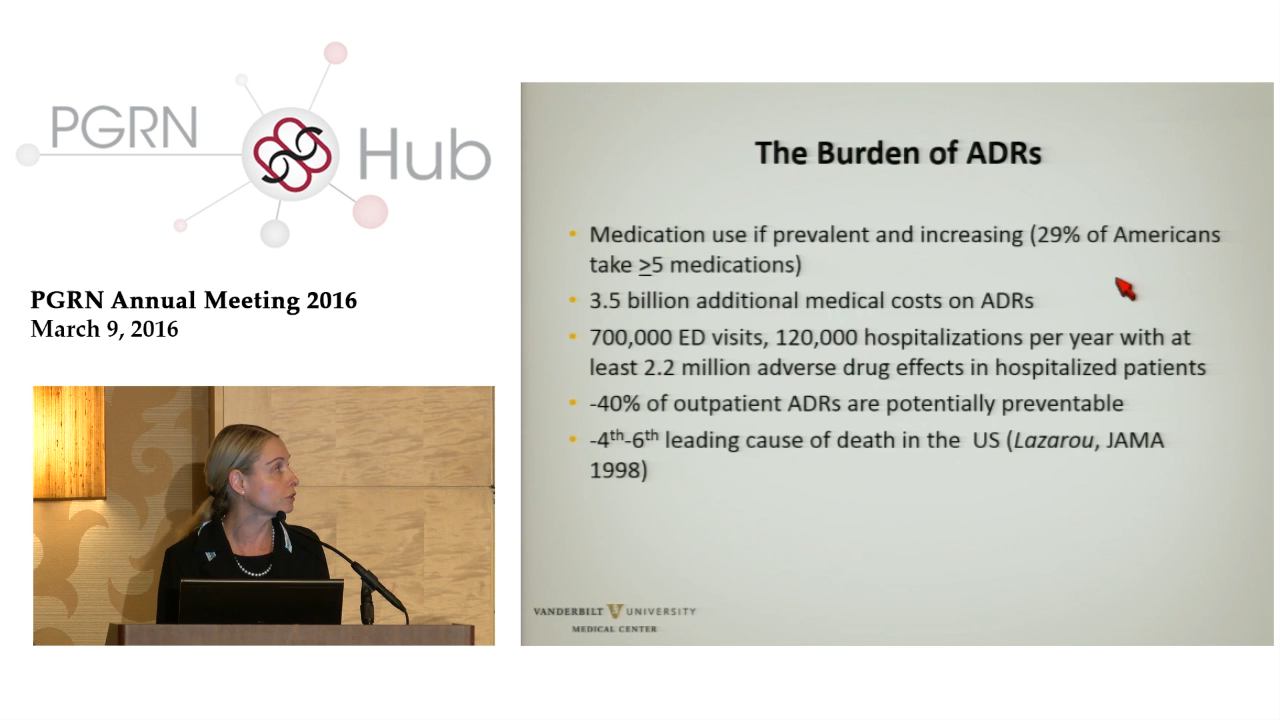 PGRN
Hub
PGRN Annual Meeting 2016
March 9, 2016
The Burden of ADRs
• Medication use if prevalent and increasing (29% of Americans
take ≥5 medications)
• 3.5 billion additional medical costs on ADRs
• 700,000 ED visits, 120,000 hospitalizations per year with at
least 2.2 million adverse drug effects in hospitalized patients
• -40% of outpatient ADRs are potentially preventable
• -4th-6th leading cause of death in the US (Lazarou, JAMA
1998)
VANDERBILT V UNIVERSITY
MEDICAL CENTER